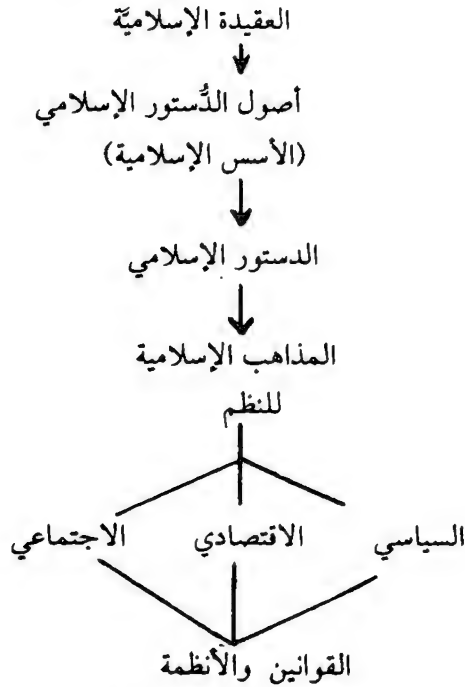 العقيدة الإسلاميَّة
أصول الدُّستور الإسلامي
(الأسس الإسلامية)
الدستور الإسلامي
المذاهب الإسلامية
للنظم
السياسي الاقتصادي الاجتماعي
القوانين والأنظمة